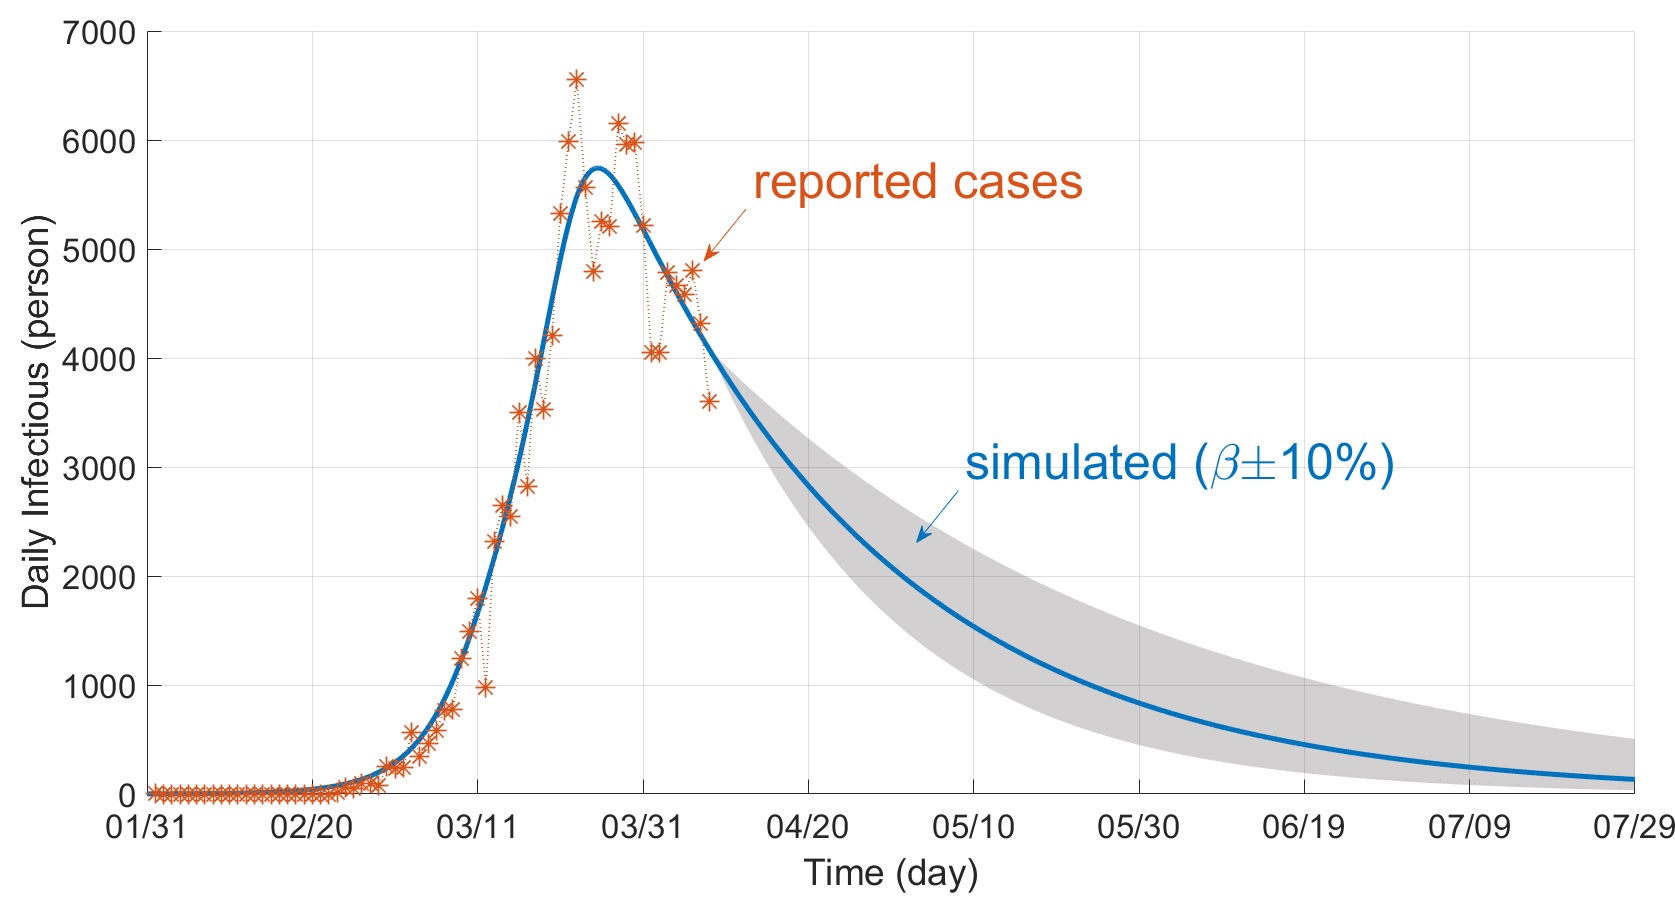 7000
6000
5000
4000
3000
2000
1000
0
Daily Infectious (person)
reported cases
simulated (β±10%)
01/31 02/20 03/11 03/31 04/20 05/10 05/30 06/19 07/09 07/29
Time (day)